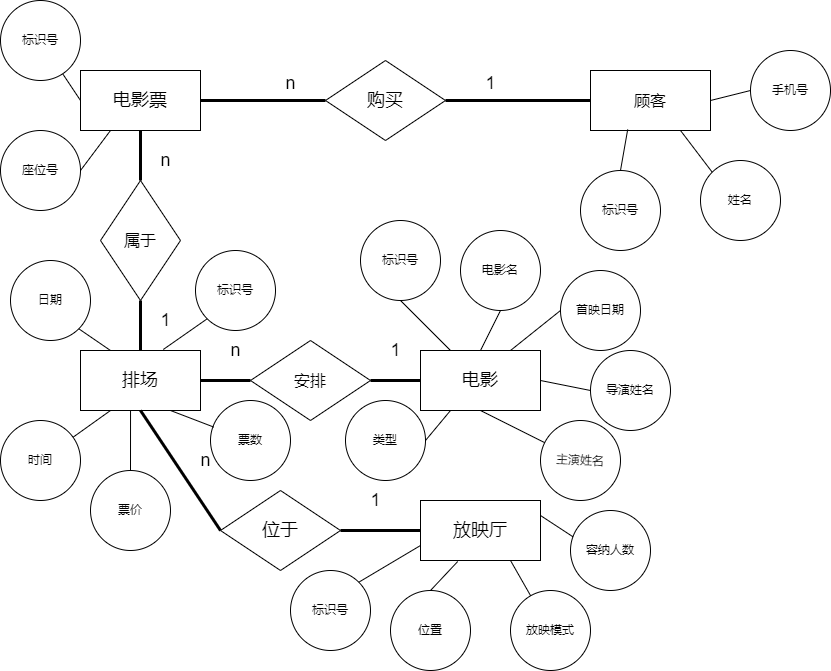 标识号
电影票
n
购买
1
顾客
手机号
座位号
n
标识号
姓名
属于
标识号
电影名
日期
标识号
首映日期
1
n
1
排场
安排
电影
导演姓名
时间
n
票数
类型
主演姓名
票价
1
位于
放映厅
容纳人数
标识号
位置
放映模式